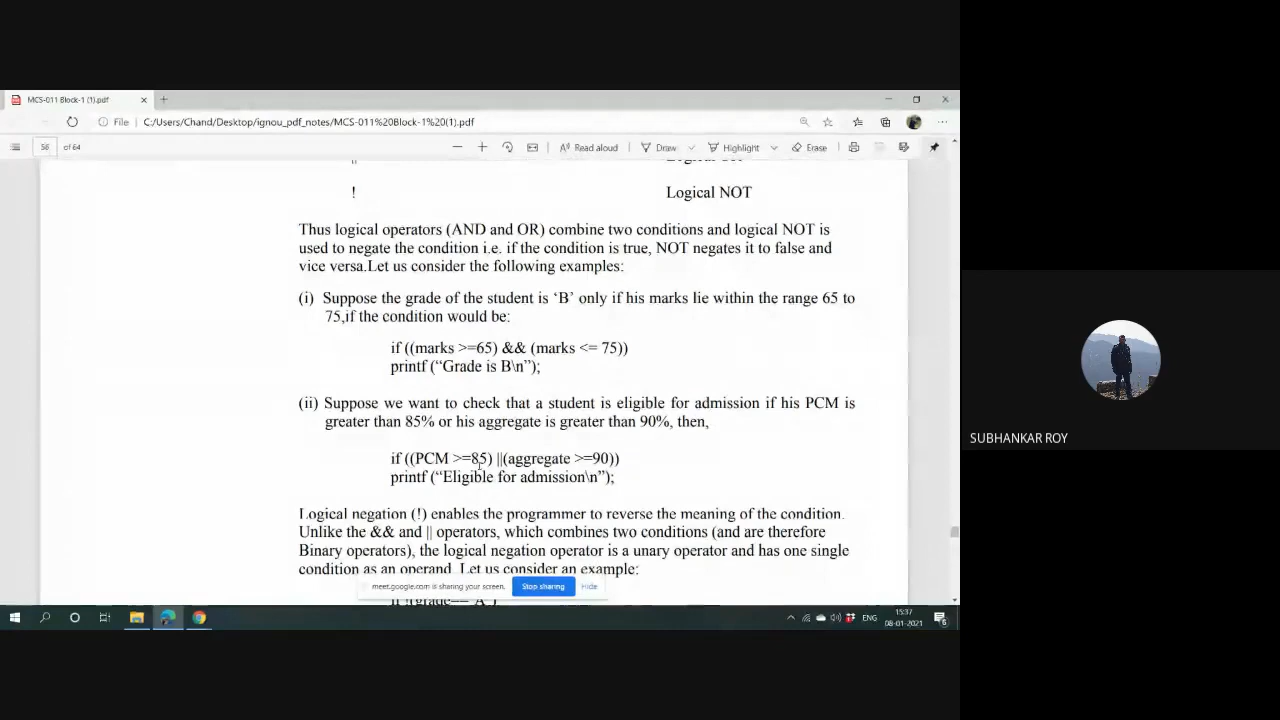 MCS-011 Block-1 (1).pdf
File
C:/Users/Chand/Desktop/ignou_pdf_notes/MCS-011%20Block-1%20(1).pdf
56 of 64
Read aloud
Draw
Highlight
Erase
! Logical NOT
Thus logical operators (AND and OR) combine two conditions and logical NOT is
used to negate the condition i.e. if the condition is true, NOT negates it to false and
vice versa.Let us consider the following examples:
(i) Suppose the grade of the student is ‘B’ only if his marks lie within the range 65 to
75,if the condition would be:
if ((marks >=65) && (marks <= 75))
printf (“Grade is B\n”);
(ii) Suppose we want to check that a student is eligible for admission if his PCM is
greater than 85% or his aggregate is greater than 90%, then,
if ((PCM >=85) ||(aggregate >=90))
printf (“Eligible for admission\n”);
Logical negation (!) enables the programmer to reverse the meaning of the condition.
Unlike the && and || operators, which combines two conditions (and are therefore
Binary operators), the logical negation operator is a unary operator and has one single
condition as an operand. Let us consider an example:
meet.google.com is sharing your screen.
Stop sharing
Hide
ENG
15:37
08-01-2021
SUBHANKAR ROY